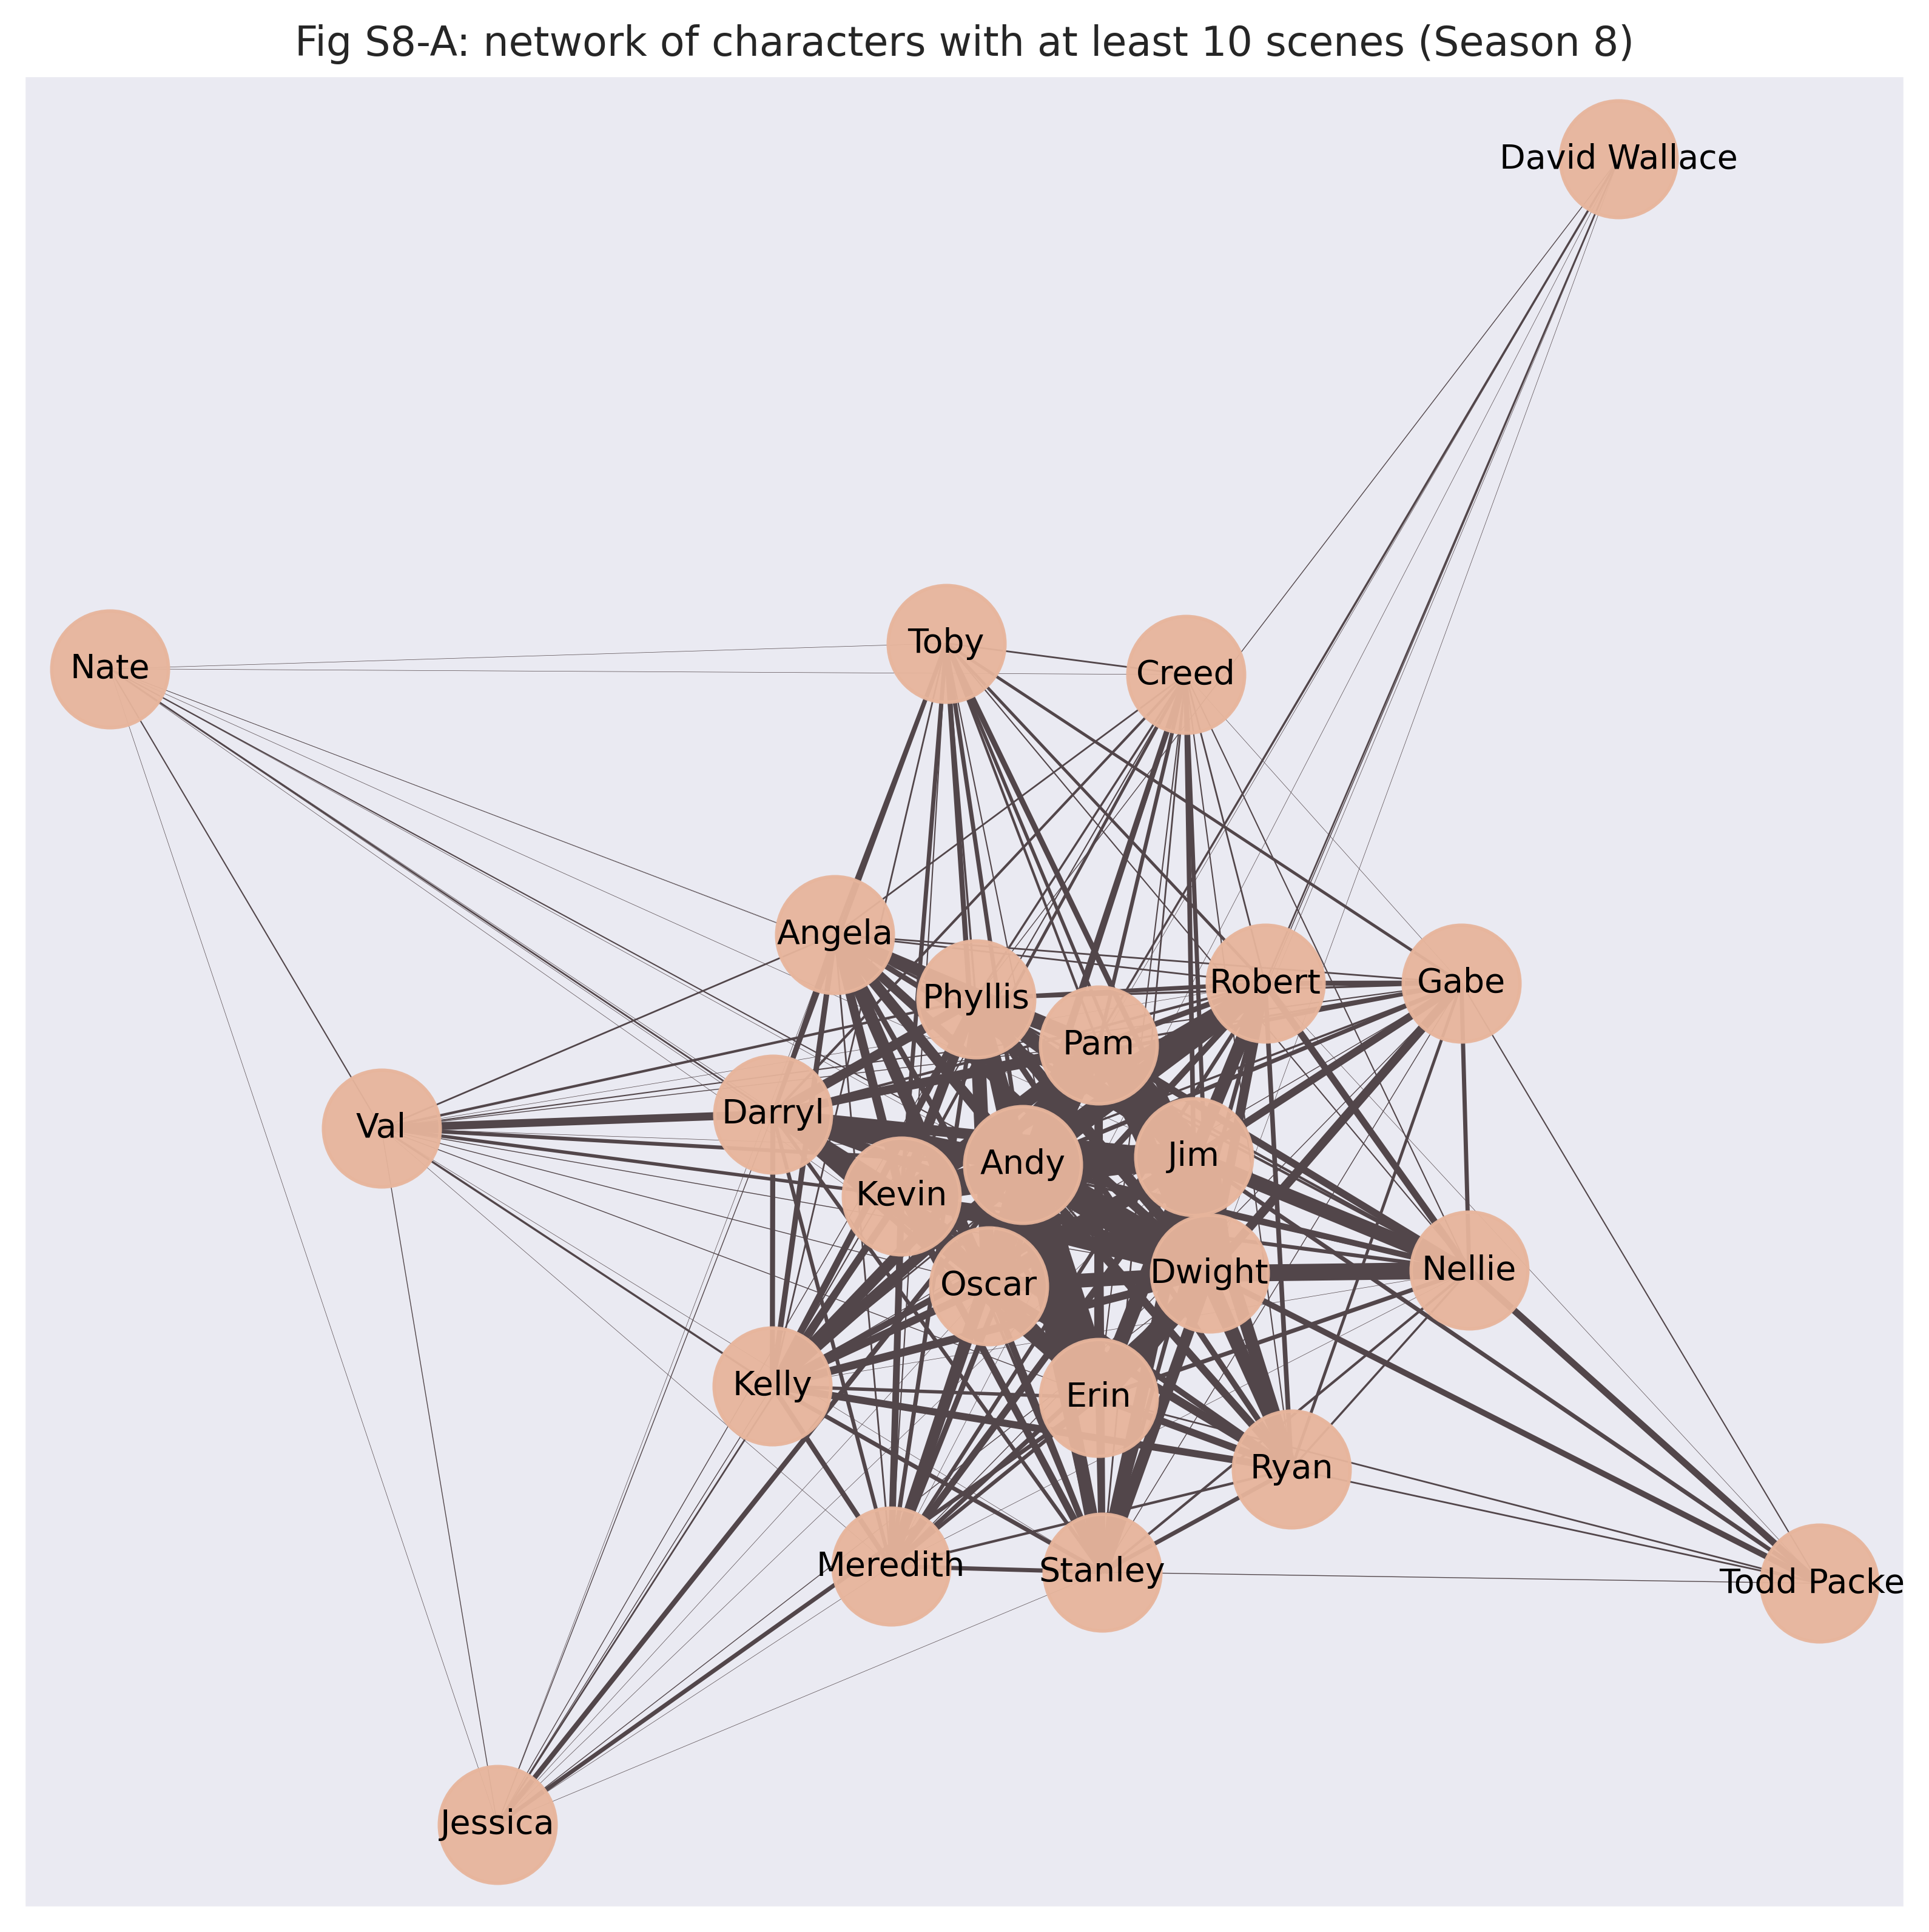 Fig S8-A: network of characters with at least 10 scenes (Season 8)
David Wallace
Toby
Nate
Creed
Angela
Phyllis
Robert
Gabe
Pam
Darryl
Val
Andy
Jim
Kevin
Oscar
Dwight
Nellie
Kelly
Erin
Ryan
Meredith
Stanley
Todd Packe
Jessica